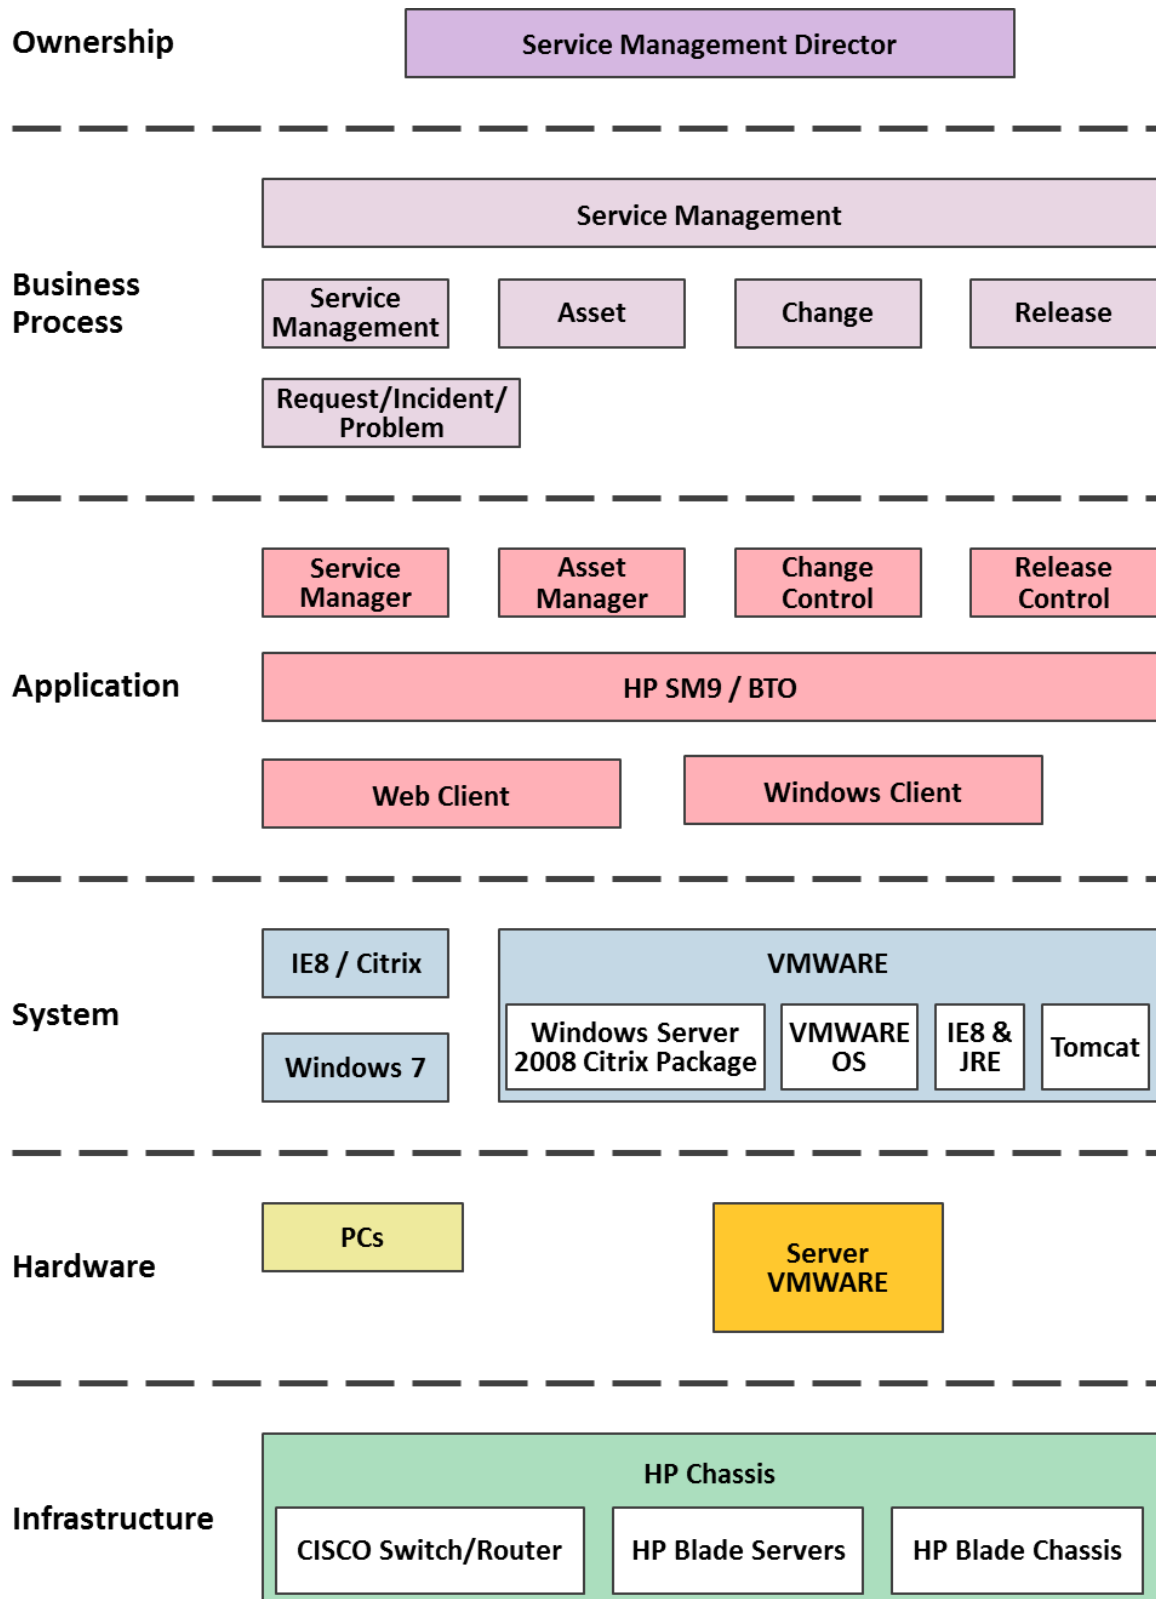 Ownership
Service Management Director
Service Management
Business
Process
Service
Management
Asset
Change
Release
Request/Incident/
Problem
Service
Manager
Asset
Manager
Change
Control
Release
Control
Application
HP SM9 / BTO
Web Client
Windows Client
System
IE8 / Citrix
Windows 7
VMWARE
Windows Server
2008 Citrix Package
VMWARE
OS
IE8 &
JRE
Tomcat
Hardware
PCs
Server
VMWARE
Infrastructure
HP Chassis
CISCO Switch/Router
HP Blade Servers
HP Blade Chassis